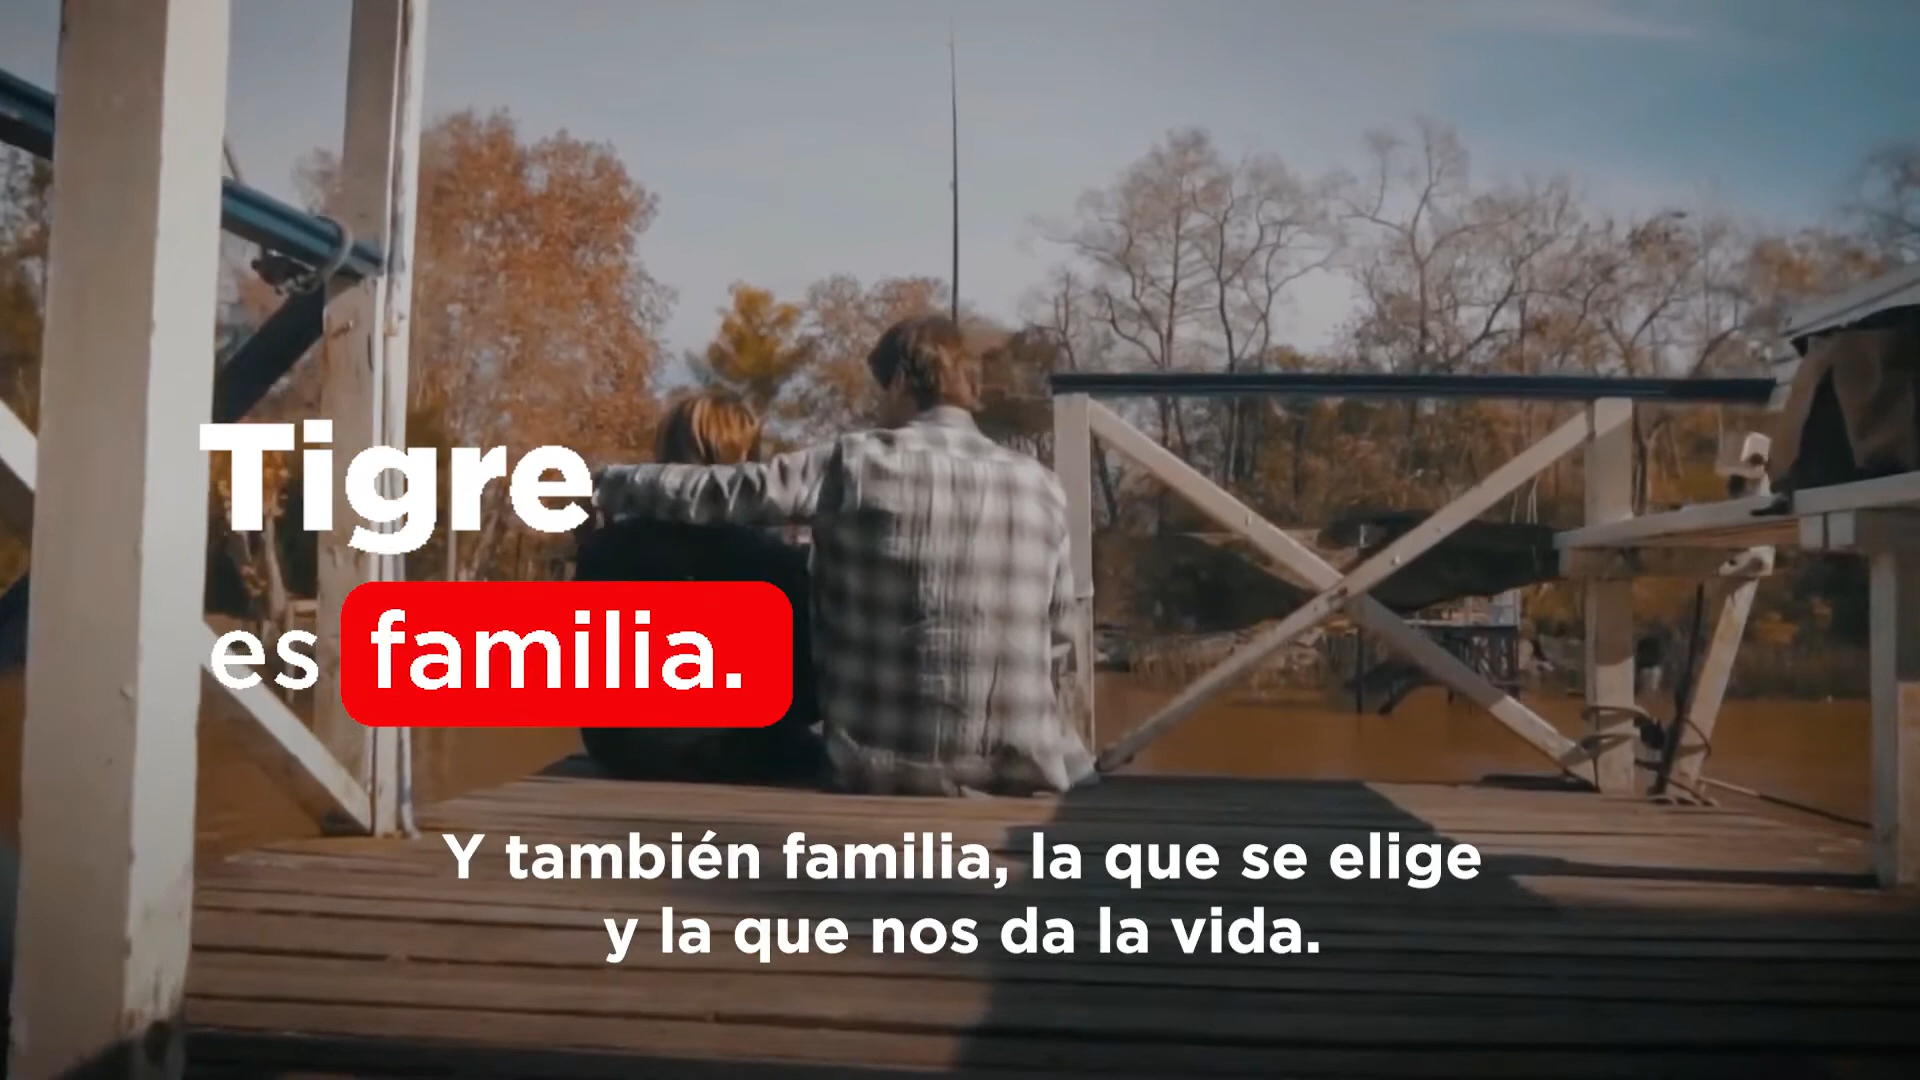 Tigre
es familia.
Y también familia, la que se elige
y la que nos da la vida.